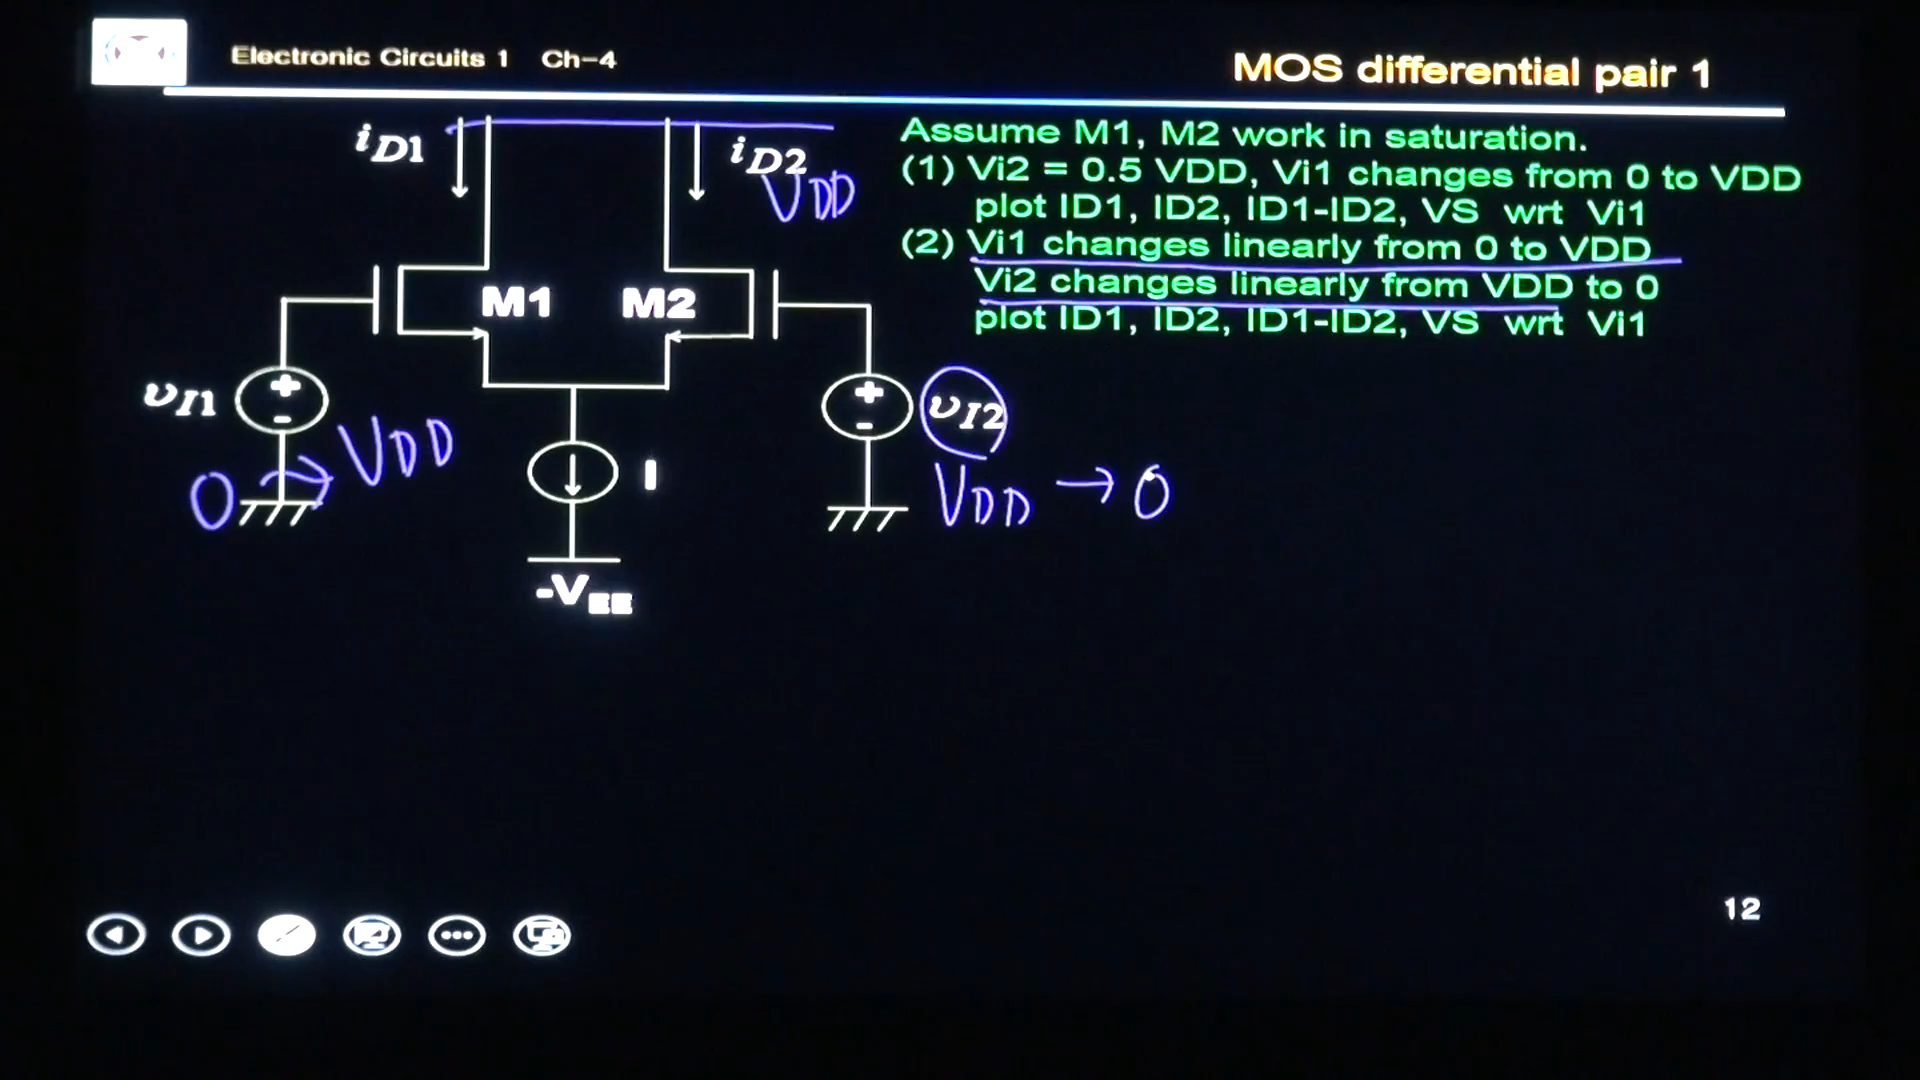 Electronic Circuits 1 Ch-4
MOS differential pair 1
Assume M1, M2 work in saturation.
(1) Vi2 = 0.5 VDD, Vi1 changes from 0 to VDD
plot ID1, ID2, ID1-ID2, VS wrt Vi1
(2) Vi1 changes linearly from 0 to VDD
Vi2 changes linearly from VDD to 0
plot ID1, ID2, ID1-ID2, VS wrt Vi1
iD1
iD2
VDD
M1 M2
υI1
υI2
0 → VDD
I
VDD → 0
-VEE
12